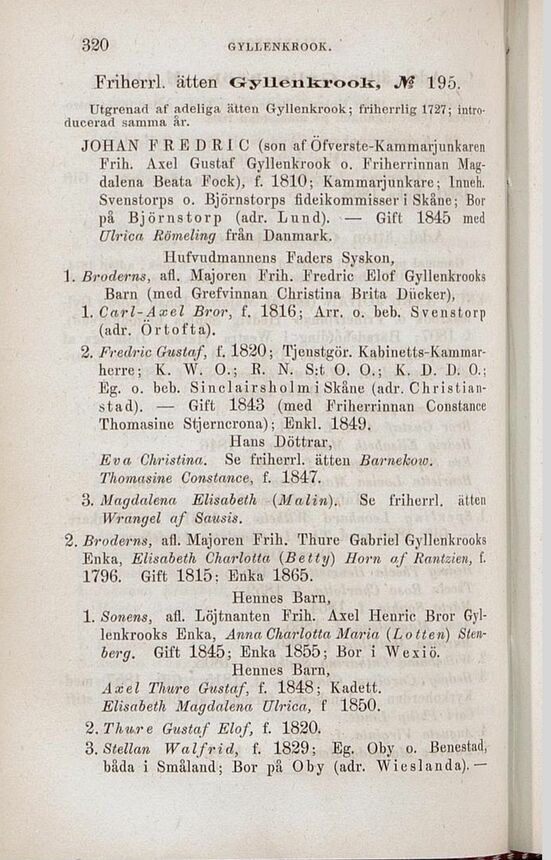 320 GYLLENKROOK.
Friherrl. ätten Gyllenkrook, № 195.
Utgrenad af adeliga ätten Gyllenkrook; friherrlig 1727; intro-
ducerad samma år.
JOHAN FREDRIC (son af Öfverste-Kammarjunkaren
Frih. Axel Gustaf Gyllenkrook o. Friherrinnan Mag-
dalena Beata Fock), f. 1810; Kammarjunkare; Inneh.
Svenstorps o. Björnstorps fideikommisser i Skåne; Bor
på Björnstorp (adr. Lund). — Gift 1845 med
Ulrica Römeling från Danmark.
Hufvudmannens Faders Syskon,
1. Broderns, afl. Majoren Frih. Fredric Elof Gyllenkrooks
Barn (med Grefvinnan Christina Brita Dücker),
1. Carl-Axel Bror, f. 1816; Arr. o. beb. Svenstorp
(adr. Örtofta).
2. Fredric Gustaf, f. 1820; Tjenstgör. Kabinetts-Kammar-
herre; K. W. O.; R. N. S:t O. O.; K. D. D. O.;
Eg. o. beb. Sinclairsholm i Skåne (adr. Christian-
stad). — Gift 1843 (med Friherrinnan Constance
Thomasine Stjerncrona); Enkl. 1849.
Hans Döttrar,
Eva Christina. Se friherrl. ätten Barnekow.
Thomasine Constance, f. 1847.
3. Magdalena Elisabeth (Malin). Se friherrl. ätten
Wrangel af Sausis.
2. Broderns, afl. Majoren Frih. Thure Gabriel Gyllenkrooks
Enka, Elisabeth Charlotta (Betty) Horn af Rantzien, f.
1796. Gift 1815; Enka 1865.
Hennes Barn,
1. Sonens, afl. Löjtnanten Frih. Axel Henric Bror Gyl-
lenkrooks Enka, Anna Charlotta Maria (Lotten) Sten-
berg. Gift 1845; Enka 1855; Bor i Wexiö.
Hennes Barn,
Axel Thure Gustaf, f. 1848; Kadett.
Elisabeth Magdalena Ulrica, f 1850.
2. Thure Gustaf Elof, f. 1820.
3. Stellan Walfrid, f. 1829; Eg. Oby o. Benestad,
båda i Småland; Bor på Oby (adr. Wieslanda). —